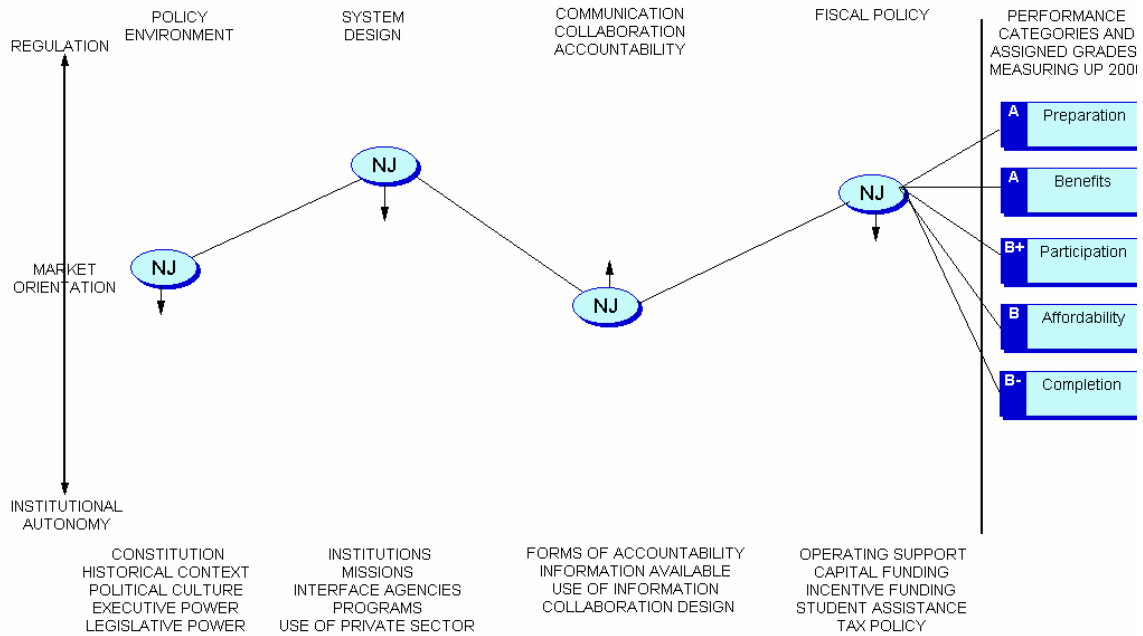 POLICY
ENVIRONMENT
SYSTEM
DESIGN
COMMUNICATION
COLLABORATION
ACCOUNTABILITY
FISCAL POLICY
PERFORMANCE
CATEGORIES AND
ASSIGNED GRADES
MEASURING UP 200
REGULATION
MARKET
ORIENTATION
INSTITUTIONAL
AUTONOMY
NJ
NJ
NJ
NJ
A Preparation
A Benefits
B+ Participation
B Affordability
B- Completion
CONSTITUTION
HISTORICAL CONTEXT
POLITICAL CULTURE
EXECUTIVE POWER
LEGISLATIVE POWER
INSTITUTIONS
MISSIONS
INTERFACE AGENCIES
PROGRAMS
USE OF PRIVATE SECTOR
FORMS OF ACCOUNTABILITY
INFORMATION AVAILABLE
USE OF INFORMATION
COLLABORATION DESIGN
OPERATING SUPPORT
CAPITAL FUNDING
INCENTIVE FUNDING
STUDENT ASSISTANCE
TAX POLICY